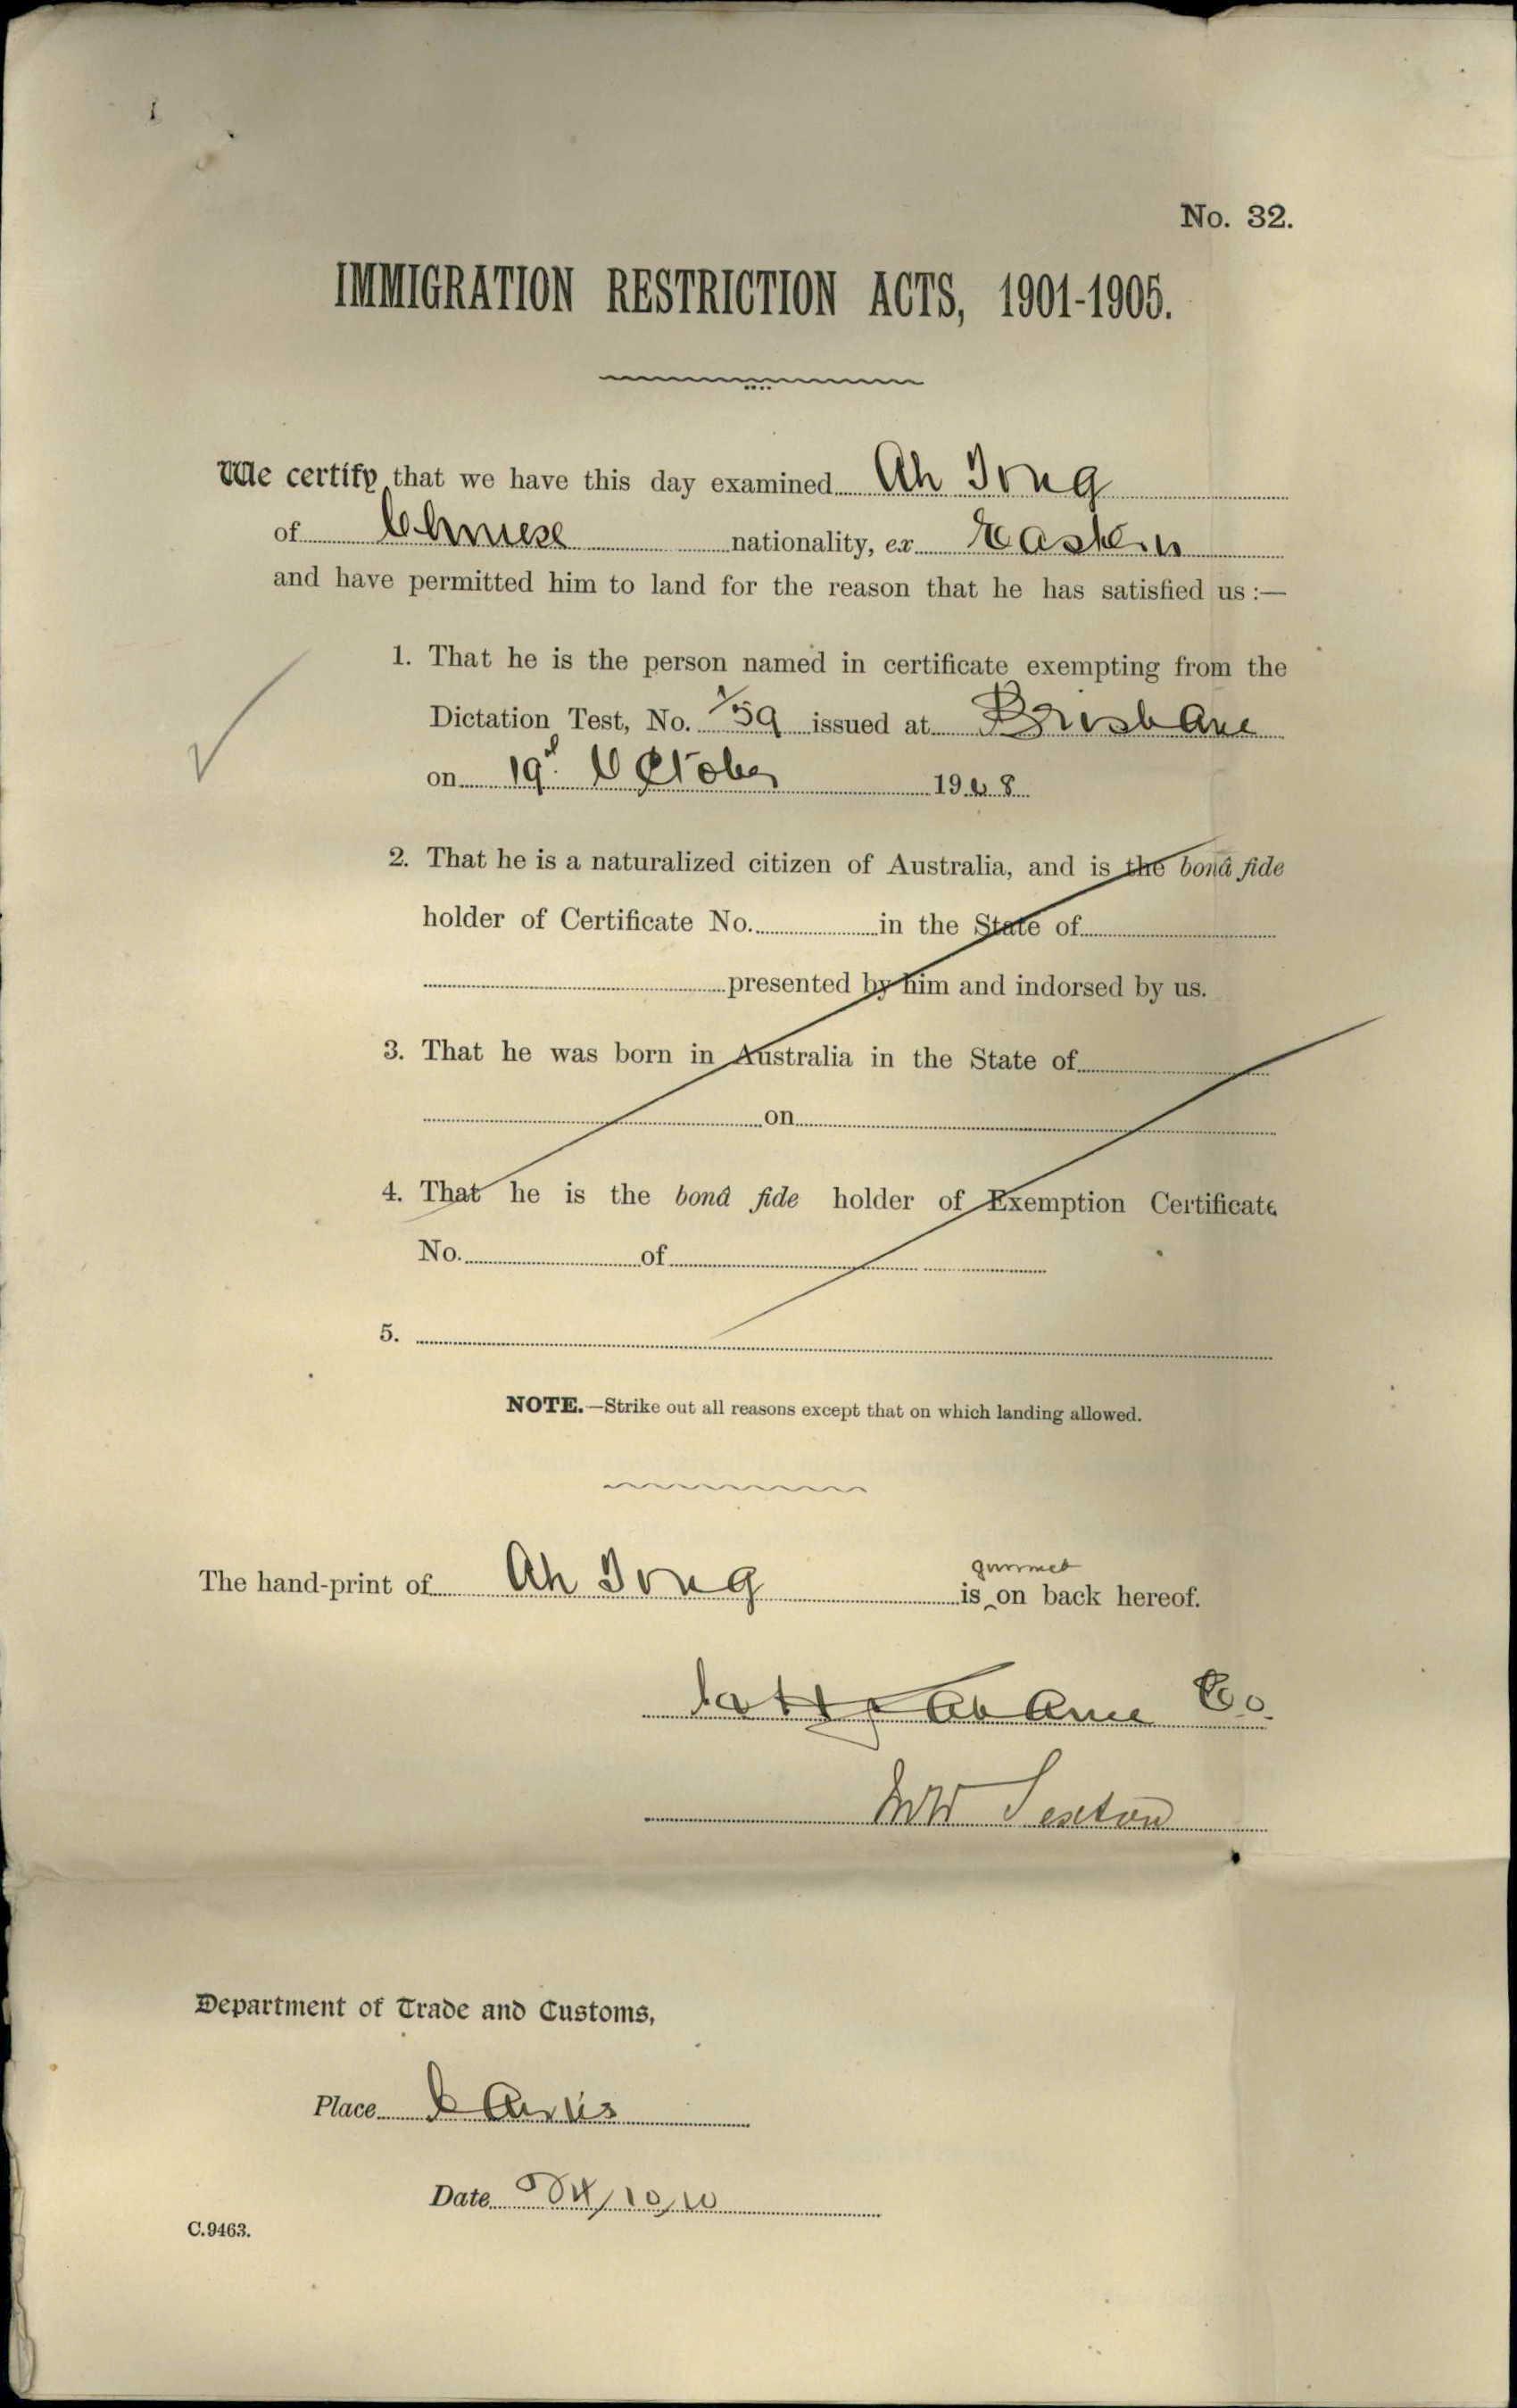 No. 32.
IMMIGRATION RESTRICTION ACTS, 1901-1905.
We certify that we have this day examined Ah Tong
of Chinese nationality, ex Eastern
and have permitted him to land for the reason that he has satisfied us :—
1. That he is the person named in certificate exempting from the
Dictation Test, No. issued at Brisbane
on 19th October 1908
2. That he is a naturalized citizen of Australia, and is the bonâ fide
holder of Certificate No. in the State of
presented by him and indorsed by us.
3. That he was born in Australia in the State of
on
4. That he is the bonâ fide holder of Exemption Certificate
No. of
5.
NOTE.—Strike out all reasons except that on which landing allowed.
The hand-print of Ah Tong is on back hereof.
Sexton
Department of Trade and Customs,
Place Cairns
Date /10/10
C.9463.